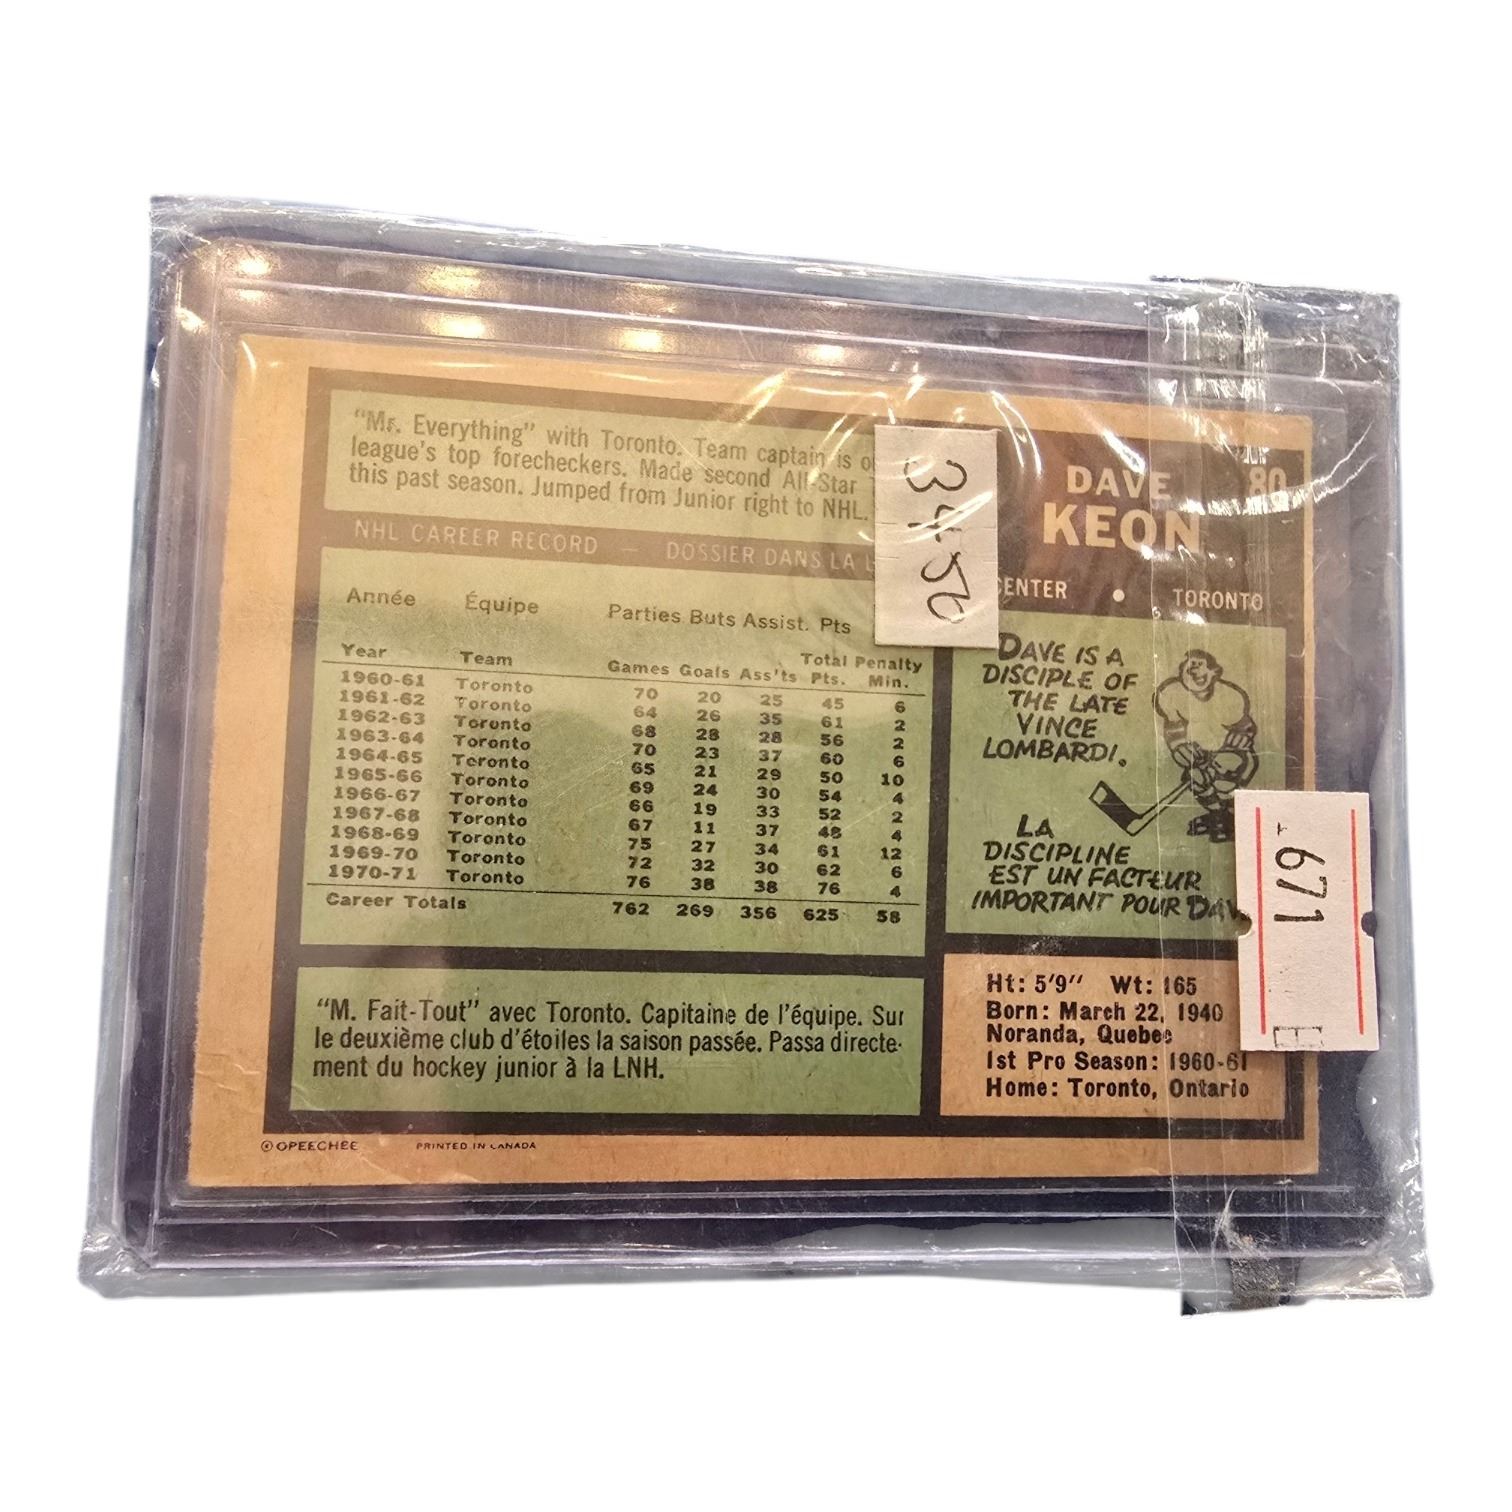 "Mr. Everything" with Toronto. Team captain is
league's top forecheckers. Made second All-Star
this past season. Jumped from Junior right to NHL.
3456
80
DAVE
KEON
CENTER • TORONTO
NHL CAREER RECORD — DOSSIER DANS LA
Année Équipe Parties Buts Assist. Pts
Year Team Games Goals Ass'ts Total Pts. Penalty Min.
1960-61 Toronto 70 20 25 45 6
1961-62 Toronto 64 26 35 61 2
1962-63 Toronto 68 28 28 56 2
1963-64 Toronto 70 23 37 60 6
1964-65 Toronto 65 21 29 50 10
1965-66 Toronto 69 24 30 54 4
1966-67 Toronto 66 19 33 52 2
1967-68 Toronto 67 11 37 48 4
1968-69 Toronto 75 27 34 61 12
1969-70 Toronto 72 32 30 62 6
1970-71 Toronto 76 38 38 76 4
Career Totals 762 269 356 625 58
DAVE IS A
DISCIPLE OF
THE LATE
VINCE
LOMBARDI.
LA
DISCIPLINE
EST UN FACTEUR
IMPORTANT POUR DAV
671
"M. Fait-Tout" avec Toronto. Capitaine de l'équipe. Sur
le deuxième club d'étoiles la saison passée. Passa directe-
ment du hockey junior à la LNH.
Ht: 5'9" Wt: 165
Born: March 22, 1940
Noranda, Quebec
1st Pro Season: 1960-61
Home: Toronto, Ontario
© OPEECHEE PRINTED IN CANADA